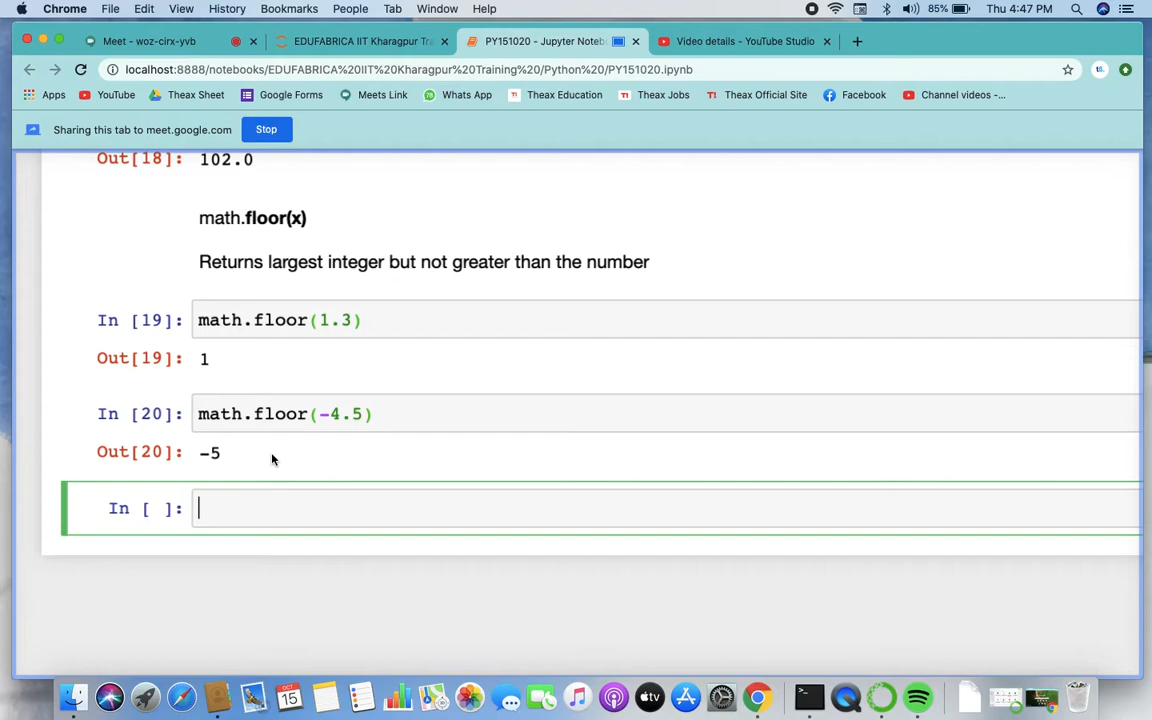 Chrome File Edit View History Bookmarks People Tab Window Help 85% Thu 4:47 PM
Meet - woz-cirx-yvb EDUFABRICA IIT Kharagpur Tra PY151020 - Jupyter Noteb Video details - YouTube Studio
localhost:8888/notebooks/EDUFABRICA%20IIT%20Kharagpur%20Training%20/Python%20/PY151020.ipynb
Apps YouTube Theax Sheet Google Forms Meets Link Whats App Theax Education Theax Jobs Theax Official Site Facebook Channel videos -...
Sharing this tab to meet.google.com Stop
Out[18]: 102.0
math.floor(x)
Returns largest integer but not greater than the number
In [19]: math.floor(1.3)
Out[19]: 1
In [20]: math.floor(-4.5)
Out[20]: -5
In [ ]:
OCT
15
tv